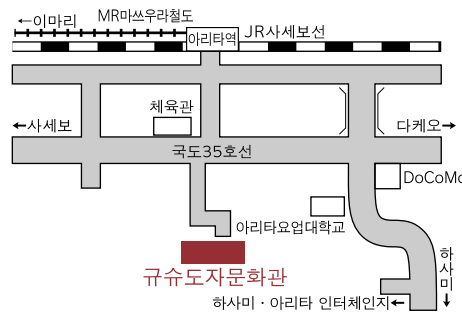 ←이마리
MR마쓰우라철도
아리타역
JR사세보선
체육관
←사세보
다케오→
국도35호선
DoCoMo
아리타요업대학교
하사미
↓
규슈도자문화관
하사미・아리타 인터체인지←